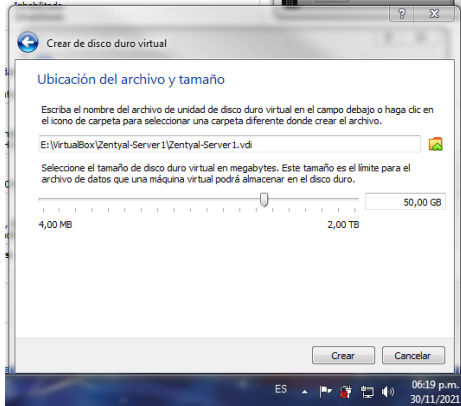 Inhabilitado
Crear de disco duro virtual
Ubicación del archivo y tamaño
Escriba el nombre del archivo de unidad de disco duro virtual en el campo debajo o haga clic en
el icono de carpeta para seleccionar una carpeta diferente donde crear el archivo.
E:\VirtualBox\Zentyal-Server1\Zentyal-Server1.vdi
Seleccione el tamaño de disco duro virtual en megabytes. Este tamaño es el límite para el
archivo de datos que una máquina virtual podrá almacenar en el disco duro.
50,00 GB
4,00 MB 2,00 TB
Crear Cancelar
ES 06:19 p.m.
30/11/2021